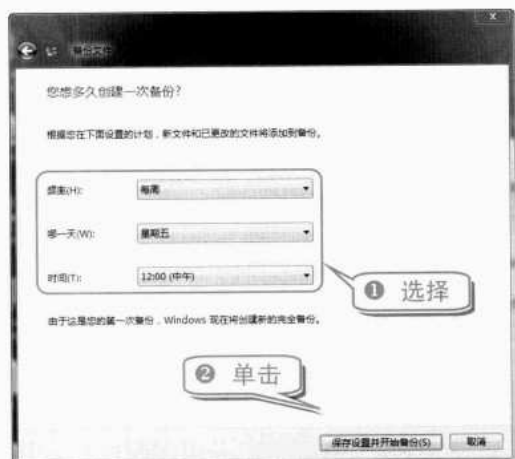 备份文件
您想多久创建一次备份?
根据您在下面设置的计划，新文件和已更改的文件将添加到备份。
频率(H): 每周
哪一天(W): 星期五
时间(T): 12:00 (中午)
❶ 选择
由于这是您的第一次备份，Windows 现在将创建新的完全备份。
❷ 单击
保存设置并开始备份(S) 取消